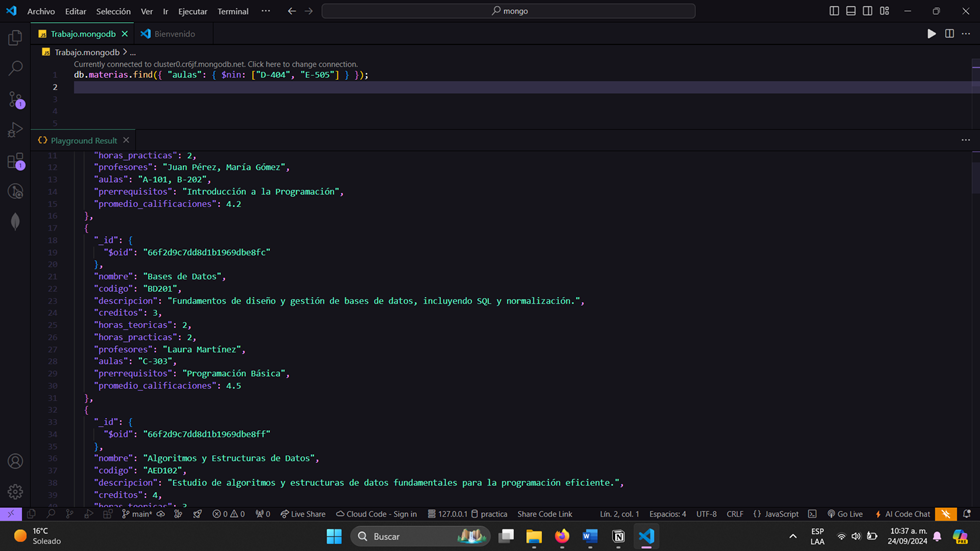 Archivo Editar Selección Ver Ir Ejecutar Terminal ··· mongo
Trabajo.mongodb Bienvenido
Trabajo.mongodb > ...
Currently connected to cluster0.cr6jf.mongodb.net. Click here to change connection.
1 db.materias.find({ "aulas": { $nin: ["D-404", "E-505"] } });
2
3
4
5
Playground Result
11 "horas_practicas": 2,
12 "profesores": "Juan Pérez, María Gómez",
13 "aulas": "A-101, B-202",
14 "prerrequisitos": "Introducción a la Programación",
15 "promedio_calificaciones": 4.2
16 },
17 {
18 "_id": {
19 "$oid": "66f2d9c7dd8d1b1969dbe8fc"
20 },
21 "nombre": "Bases de Datos",
22 "codigo": "BD201",
23 "descripcion": "Fundamentos de diseño y gestión de bases de datos, incluyendo SQL y normalización.",
24 "creditos": 3,
25 "horas_teoricas": 2,
26 "horas_practicas": 2,
27 "profesores": "Laura Martínez",
28 "aulas": "C-303",
29 "prerrequisitos": "Programación Básica",
30 "promedio_calificaciones": 4.5
31 },
32 {
33 "_id": {
34 "$oid": "66f2d9c7dd8d1b1969dbe8ff"
35 },
36 "nombre": "Algoritmos y Estructuras de Datos",
37 "codigo": "AED102",
38 "descripcion": "Estudio de algoritmos y estructuras de datos fundamentales para la programación eficiente.",
39 "creditos": 4,
"horas_teoricas": 3
main* 0 0 0 Live Share Cloud Code - Sign in 127.0.0.1 practica Share Code Link Lín. 2, col. 1 Espacios: 4 UTF-8 CRLF {} JavaScript Go Live AI Code Chat
16°C
Soleado
Buscar
ESP
LAA
10:37 a. m.
24/09/2024